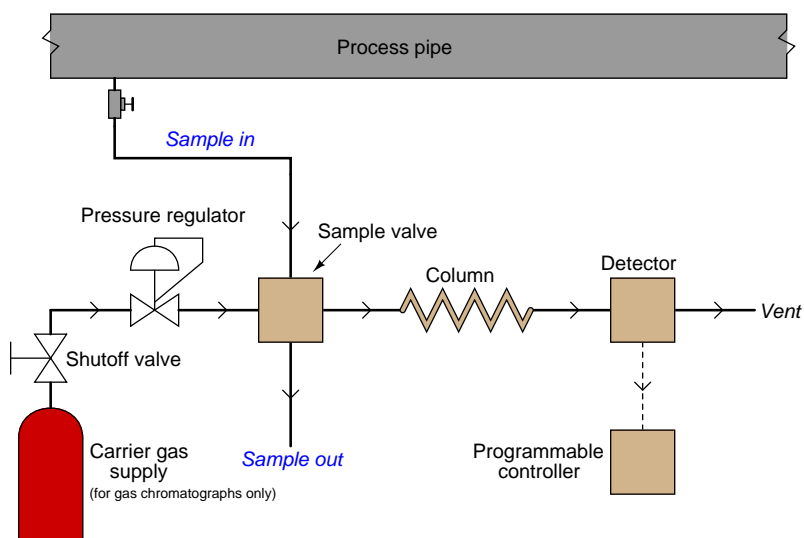 Process pipe
Sample in
Pressure regulator
Sample valve
Column
Detector
Vent
Shutoff valve
Carrier gas
supply
(for gas chromatographs only)
Sample out
Programmable
controller